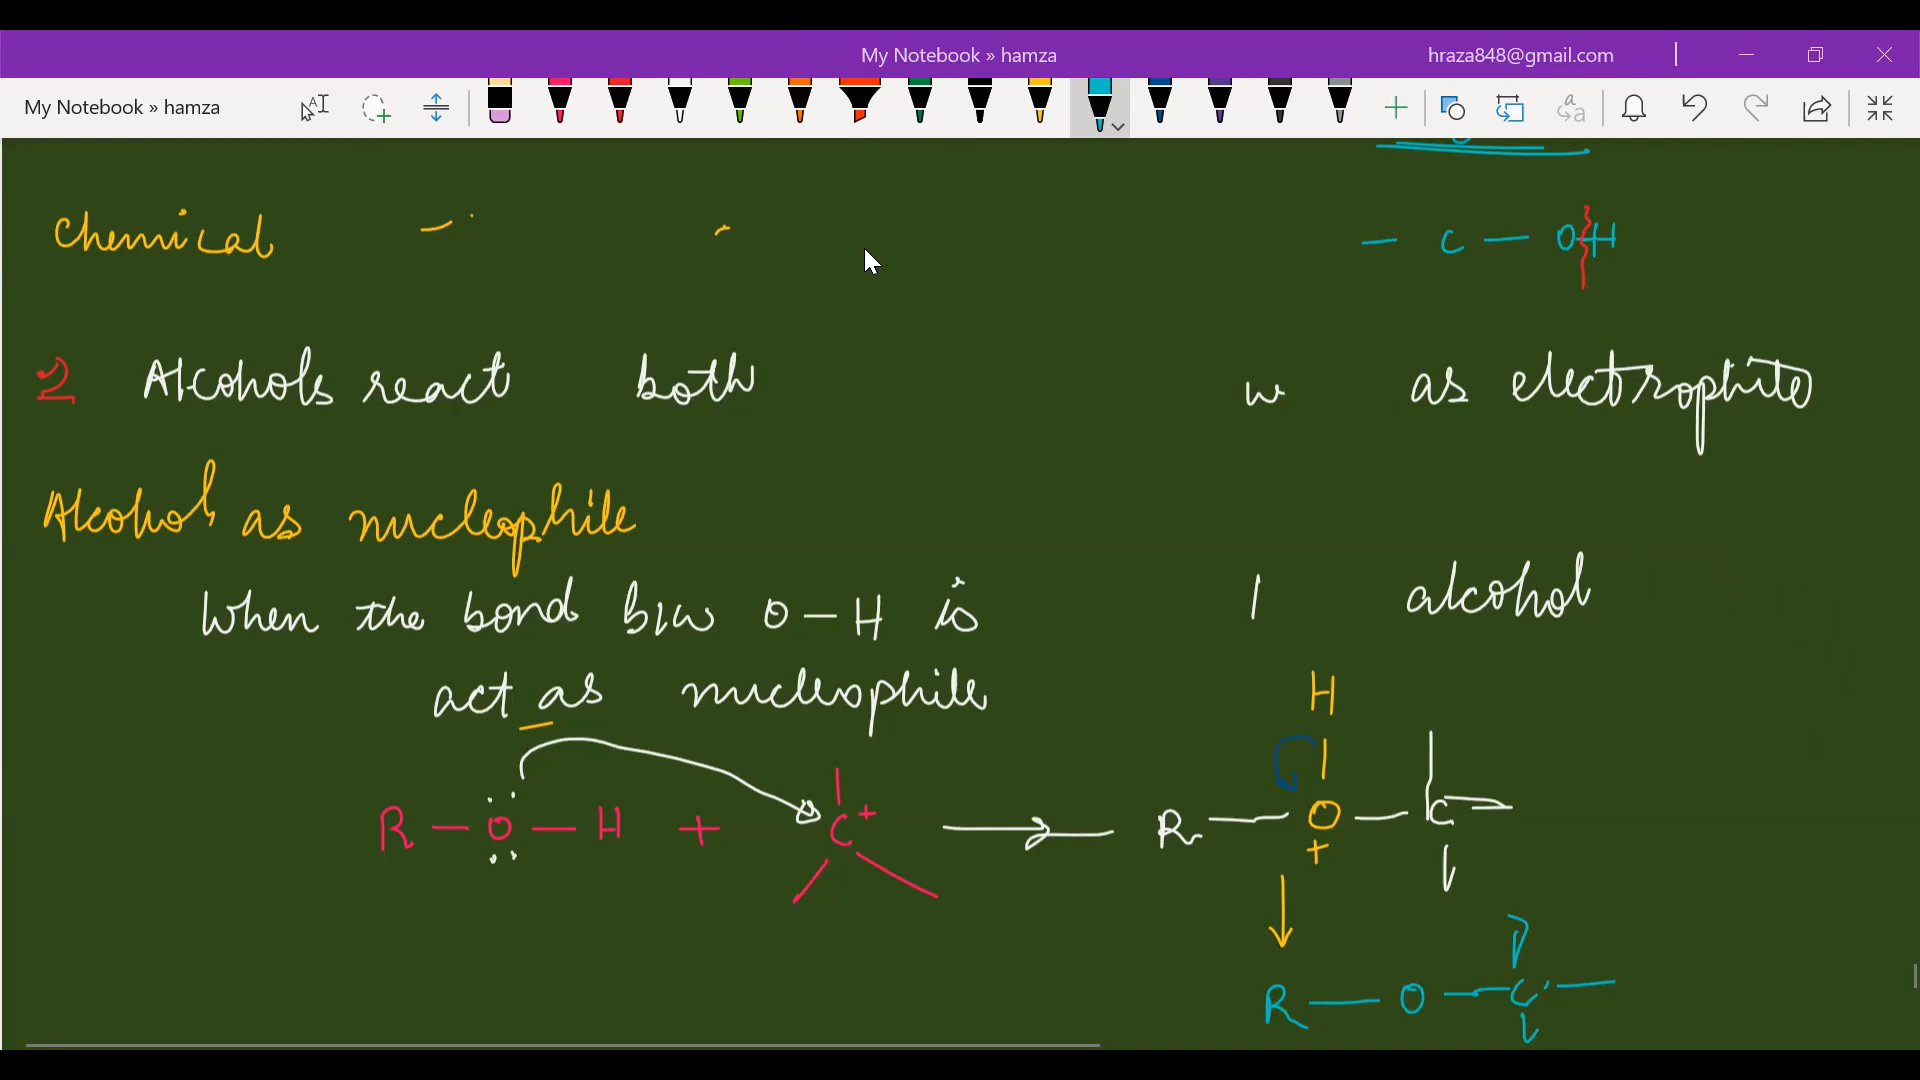 My Notebook » hamza
hraza848@gmail.com
My Notebook » hamza
Chemical
— C — OH
2 Alcohols react both as electrophile
Alcohol as nucleophile
When the bond b/w O — H is alcohol
act as nucleophile
H
R — O — H + C+ R — O — C
+
R — O — C